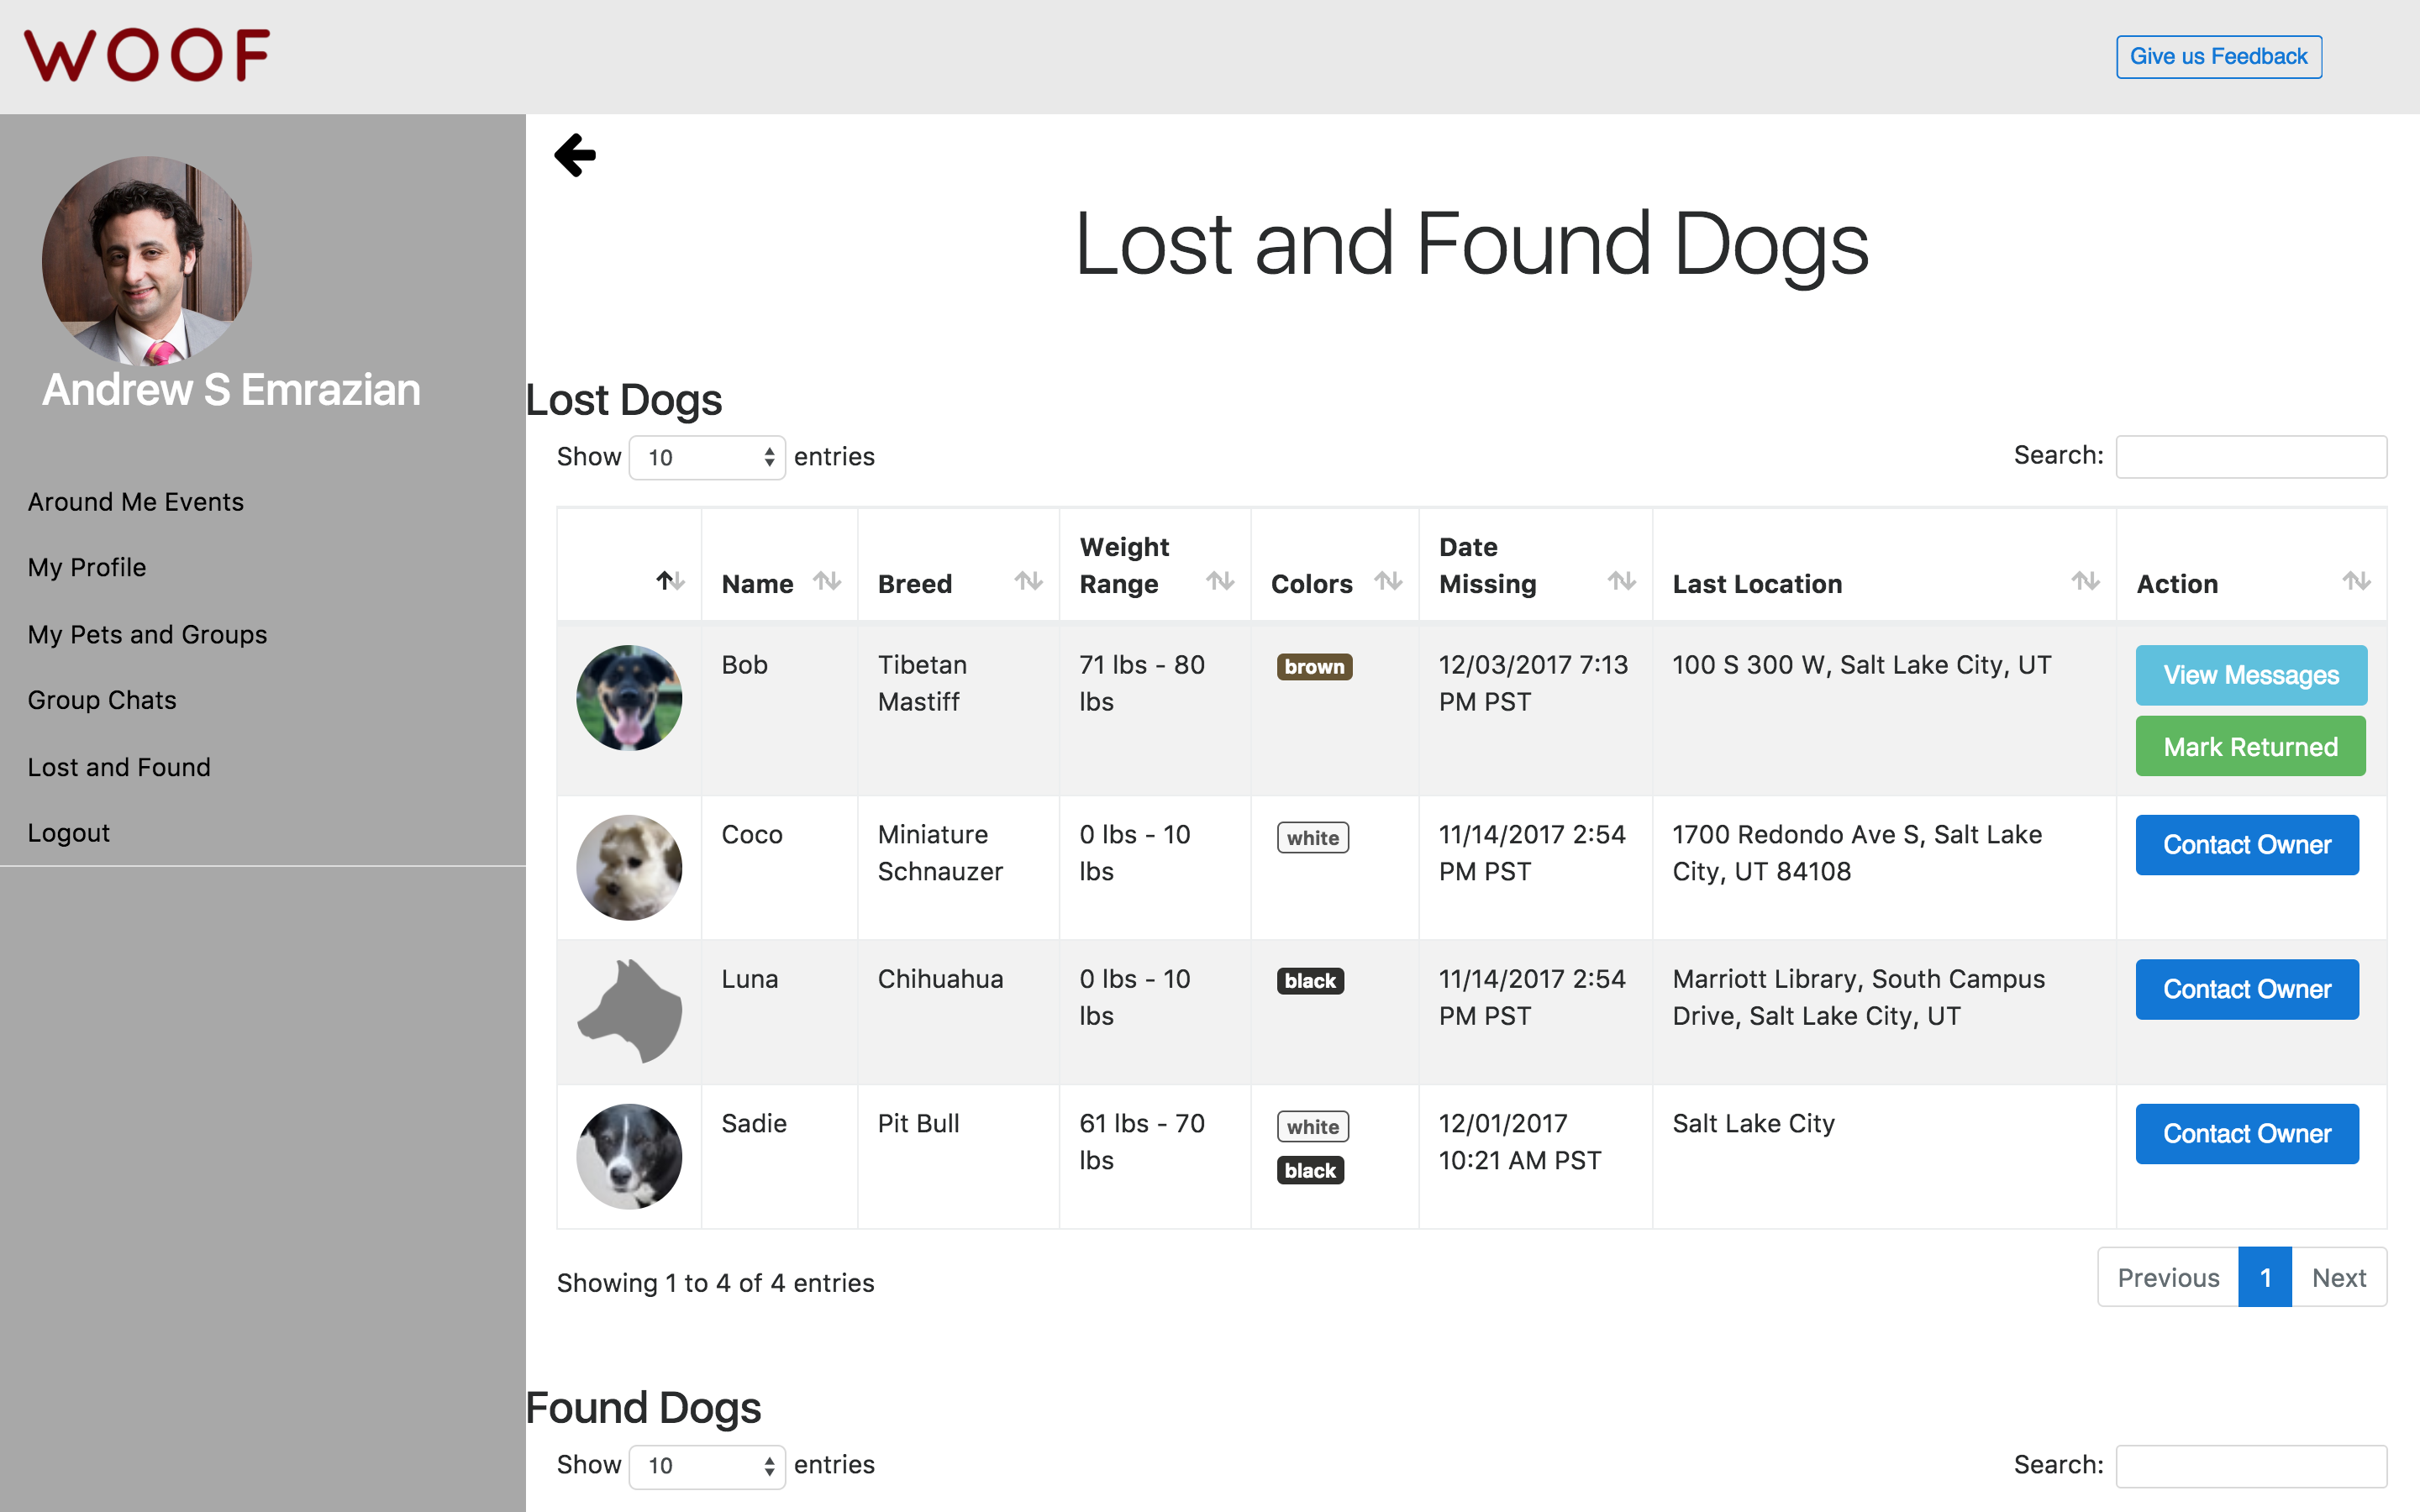 WOOF
Give us Feedback
Andrew S Emrazian
Around Me Events
My Profile
My Pets and Groups
Group Chats
Lost and Found
Logout
Lost and Found Dogs
Lost Dogs
Show 10 entries
Search:
Name Breed Weight Range Colors Date Missing Last Location Action
Bob Tibetan Mastiff 71 lbs - 80 lbs brown 12/03/2017 7:13 PM PST 100 S 300 W, Salt Lake City, UT View Messages Mark Returned
Coco Miniature Schnauzer 0 lbs - 10 lbs white 11/14/2017 2:54 PM PST 1700 Redondo Ave S, Salt Lake City, UT 84108 Contact Owner
Luna Chihuahua 0 lbs - 10 lbs black 11/14/2017 2:54 PM PST Marriott Library, South Campus Drive, Salt Lake City, UT Contact Owner
Sadie Pit Bull 61 lbs - 70 lbs white black 12/01/2017 10:21 AM PST Salt Lake City Contact Owner
Showing 1 to 4 of 4 entries
Previous 1 Next
Found Dogs
Show 10 entries
Search: